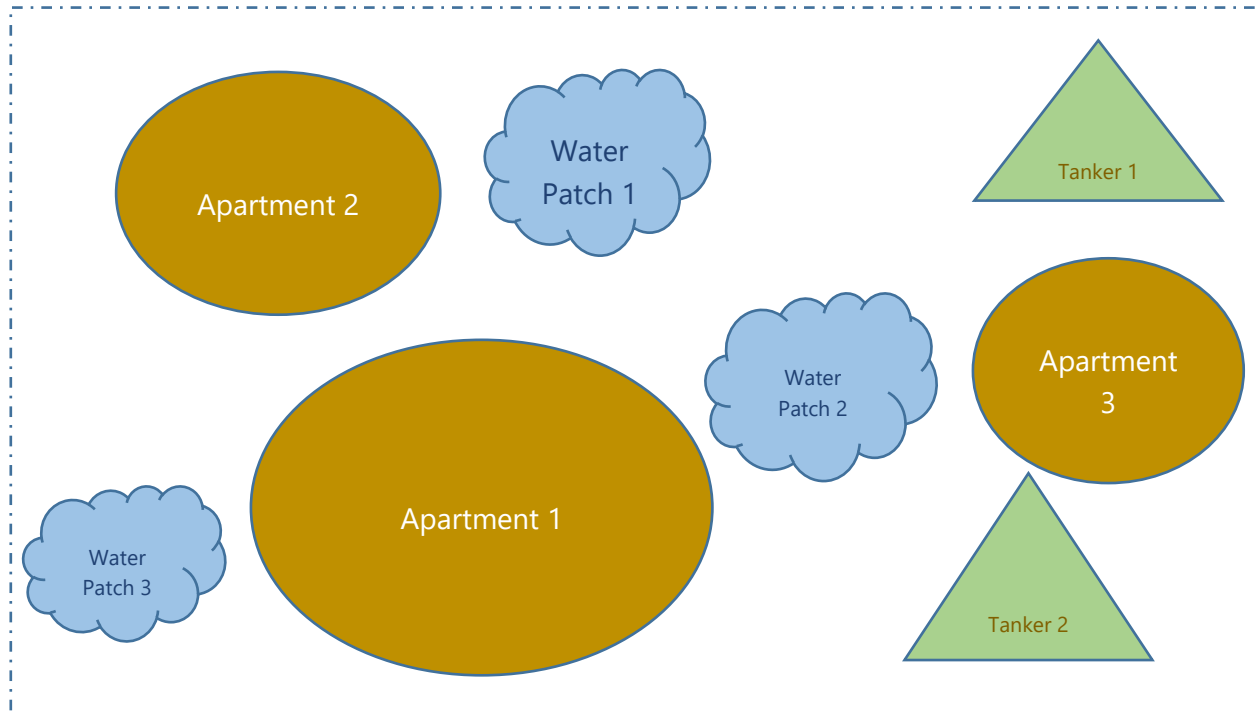 Apartment 2
Water
Patch 1
Tanker 1
Water
Patch 2
Apartment
3
Apartment 1
Water
Patch 3
Tanker 2